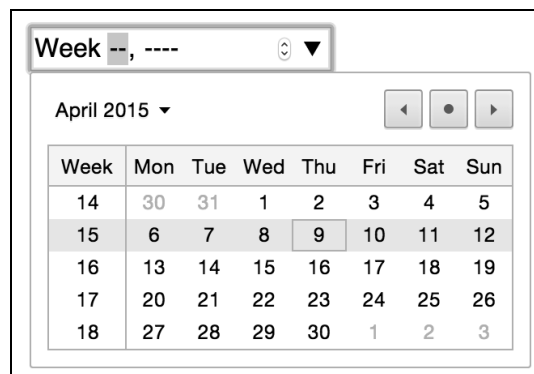 Week --, ----
April 2015
Week Mon Tue Wed Thu Fri Sat Sun
14 30 31 1 2 3 4 5
15 6 7 8 9 10 11 12
16 13 14 15 16 17 18 19
17 20 21 22 23 24 25 26
18 27 28 29 30 1 2 3